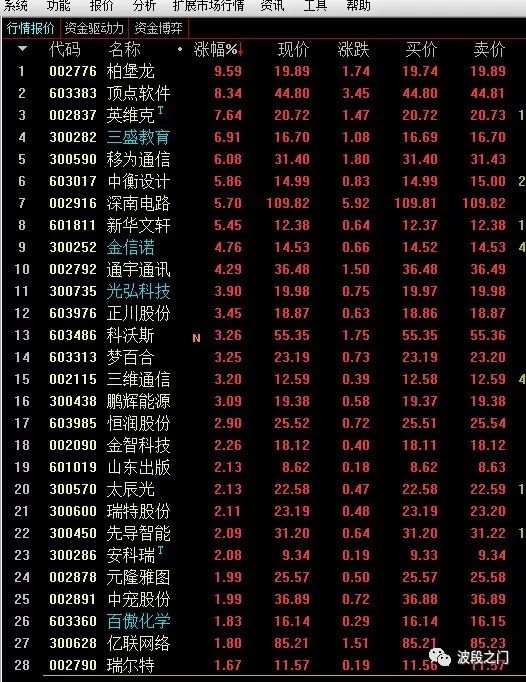 系统 功能 报价 分析 扩展市场行情 资讯 工具 帮助
行情报价 资金驱动力 资金博弈
代码 名称 涨幅% 现价 涨跌 买价 卖价
1 002776 柏堡龙 9.59 19.89 1.74 19.74 19.89
2 603383 顶点软件 8.34 44.80 3.45 44.80 44.81
3 002837 英维克T 7.64 20.72 1.47 20.72 20.73 1
4 300282 三盛教育 6.91 16.70 1.08 16.69 16.70
5 300590 移为通信 6.08 31.40 1.80 31.40 31.43
6 603017 中衡设计 5.86 14.99 0.83 14.99 15.00 2
7 002916 深南电路 5.70 109.82 5.92 109.81 109.82
8 601811 新华文轩 5.45 12.38 0.64 12.37 12.38 1
9 300252 金信诺 4.76 14.53 0.66 14.52 14.53 4
10 002792 通宇通讯 4.29 36.48 1.50 36.48 36.49
11 300735 光弘科技 3.90 19.98 0.75 19.97 19.98
12 603976 正川股份 3.45 18.87 0.63 18.86 18.87
13 603486 科沃斯 N 3.26 55.35 1.75 55.35 55.36
14 603313 梦百合 3.25 23.19 0.73 23.19 23.20
15 002115 三维通信 3.20 12.59 0.39 12.58 12.59 4
16 300438 鹏辉能源 3.09 19.38 0.58 19.37 19.38
17 603985 恒润股份 2.90 25.52 0.72 25.51 25.54
18 002090 金智科技 2.26 18.12 0.40 18.11 18.12
19 601019 山东出版 2.13 8.62 0.18 8.62 8.63
20 300570 太辰光 2.13 22.58 0.47 22.58 22.59 1
21 300600 瑞特股份 2.11 23.19 0.48 23.19 23.20
22 300450 先导智能 2.09 31.20 0.64 31.20 31.22 1
23 300286 安科瑞T 2.08 9.34 0.19 9.33 9.34
24 002878 元隆雅图 1.99 25.57 0.50 25.57 25.58
25 002891 中宠股份 1.99 36.89 0.72 36.88 36.89
26 603360 百傲化学 1.83 16.14 0.29 16.14 16.15
27 300628 亿联网络 1.80 85.21 1.51 85.21 85.23
28 002790 瑞尔特 1.67 11.57 0.19 11.56 11.57
波段之门